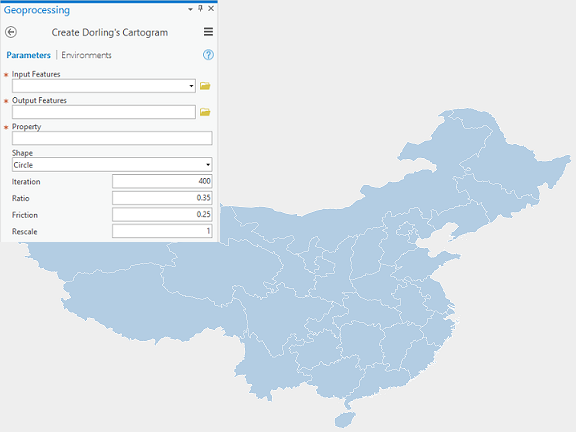 Geoprocessing
Create Dorling's Cartogram
Parameters | Environments
* Input Features
* Output Features
* Property
Shape
Circle
Iteration 400
Ratio 0.35
Friction 0.25
Rescale 1